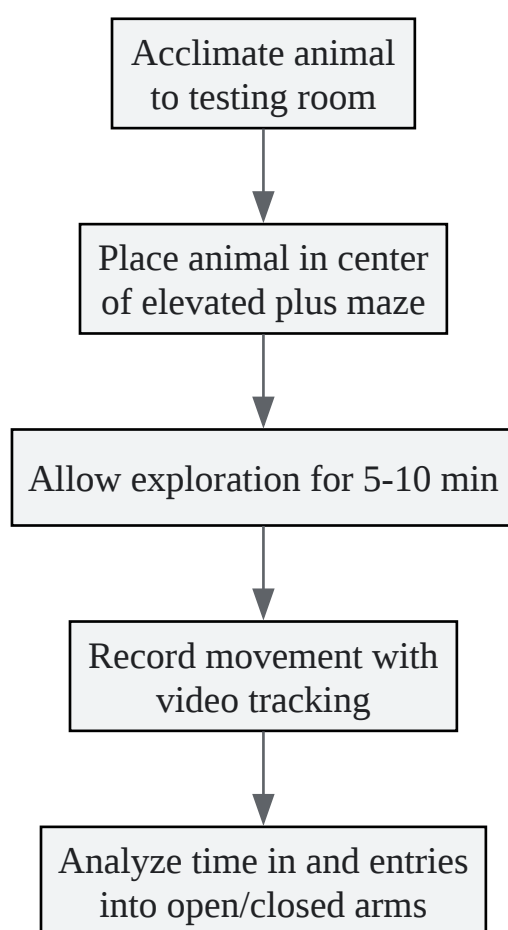 Acclimate animal
to testing room
Place animal in center
of elevated plus maze
Allow exploration for 5-10 min
Record movement with
video tracking
Analyze time in and entries
into open/closed arms